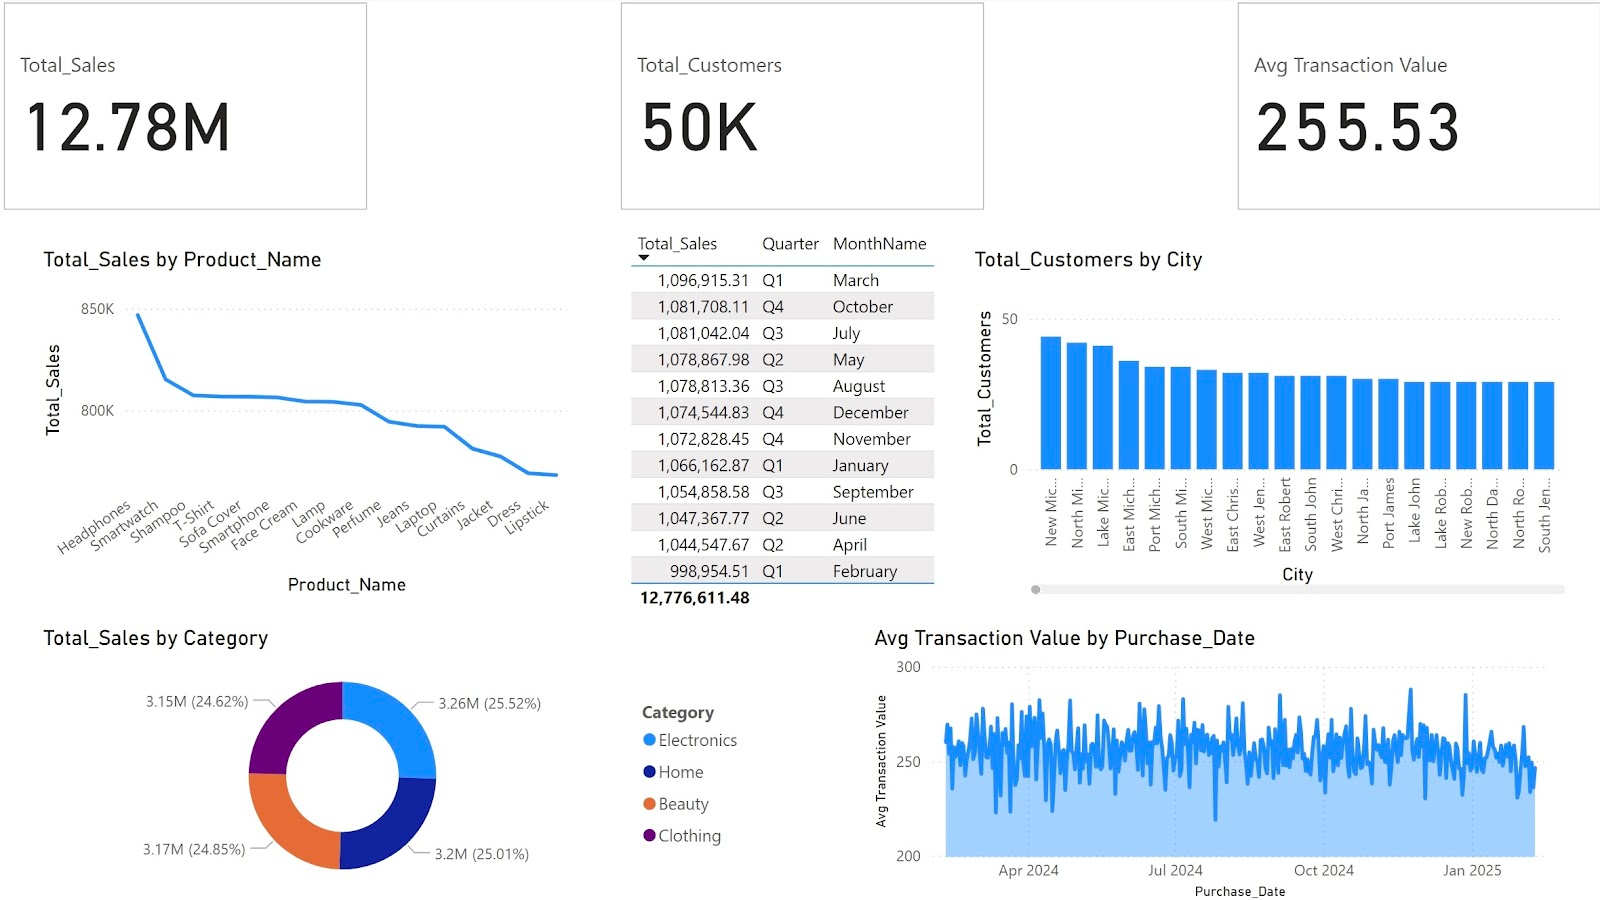 Total_Sales
12.78M
Total_Customers
50K
Avg Transaction Value
255.53
Total_Sales by Product_Name
850K
800K
Total_Sales
Headphones
Smartwatch
Shampoo
T-Shirt
Sofa Cover
Smartphone
Face Cream
Lamp
Cookware
Perfume
Jeans
Laptop
Curtains
Jacket
Dress
Lipstick
Product_Name
Total_Sales Quarter MonthName
1,096,915.31 Q1 March
1,081,708.11 Q4 October
1,081,042.04 Q3 July
1,078,867.98 Q2 May
1,078,813.36 Q3 August
1,074,544.83 Q4 December
1,072,828.45 Q4 November
1,066,162.87 Q1 January
1,054,858.58 Q3 September
1,047,367.77 Q2 June
1,044,547.67 Q2 April
998,954.51 Q1 February
12,776,611.48
Total_Customers by City
50
0
Total_Customers
New Mic...
North Mi...
Lake Mic...
East Mich...
Port Mich...
South Mi...
West Mic...
East Chris...
West Jen...
East Robert
South John
West Chri...
North Ja...
Port James
Lake John
Lake Rob...
New Rob...
North Da...
North Ro...
South Jen...
City
Total_Sales by Category
3.15M (24.62%)
3.26M (25.52%)
3.17M (24.85%)
3.2M (25.01%)
Category
Electronics
Home
Beauty
Clothing
Avg Transaction Value by Purchase_Date
300
250
200
Avg Transaction Value
Apr 2024
Jul 2024
Oct 2024
Jan 2025
Purchase_Date